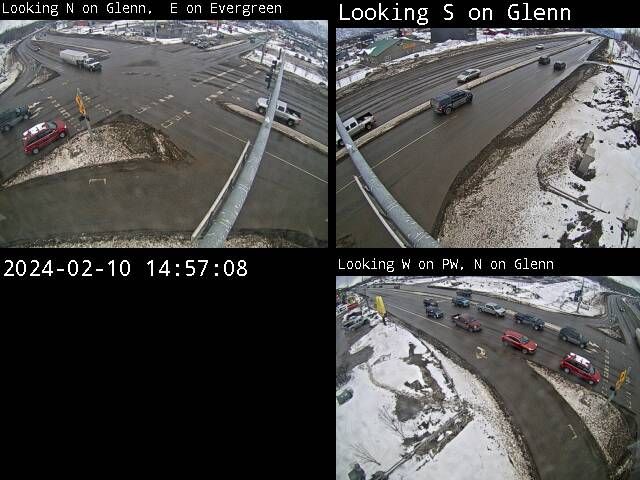 Looking N on Glenn,  E on Evergreen
Looking S on Glenn
2024-02-10 14:57:08
Looking W on PW, N on Glenn